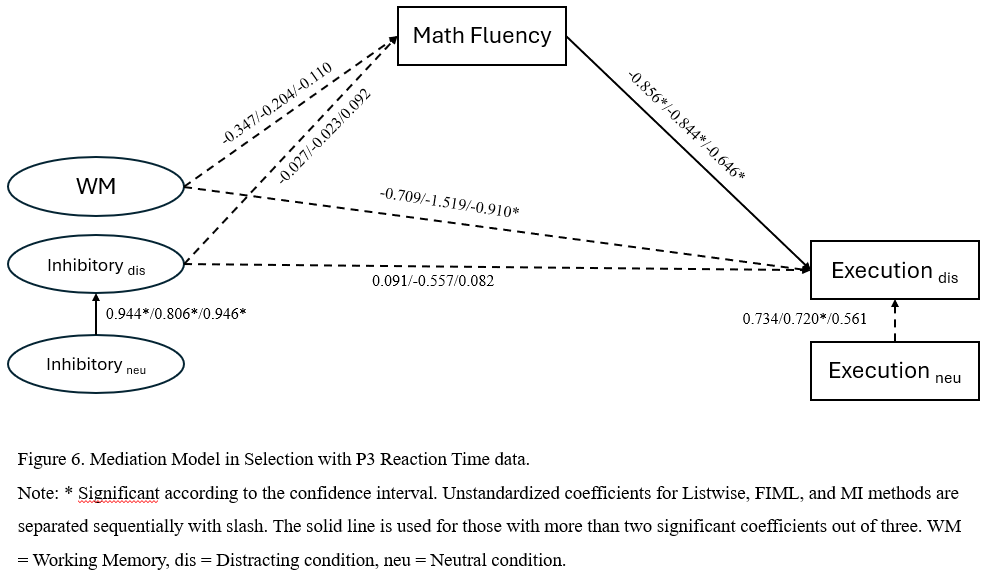 Math Fluency
-0.347/-0.204/-0.110
-0.027/-0.023/0.092
-0.856*/-0.844*/-0.646*
WM
-0.709/-1.519/-0.910*
Inhibitory dis
Execution dis
0.091/-0.557/0.082
0.944*/0.806*/0.946*
0.734/0.720*/0.561
Inhibitory neu
Execution neu
Figure 6. Mediation Model in Selection with P3 Reaction Time data.
Note: * Significant according to the confidence interval. Unstandardized coefficients for Listwise, FIML, and MI methods are
separated sequentially with slash. The solid line is used for those with more than two significant coefficients out of three. WM
= Working Memory, dis = Distracting condition, neu = Neutral condition.